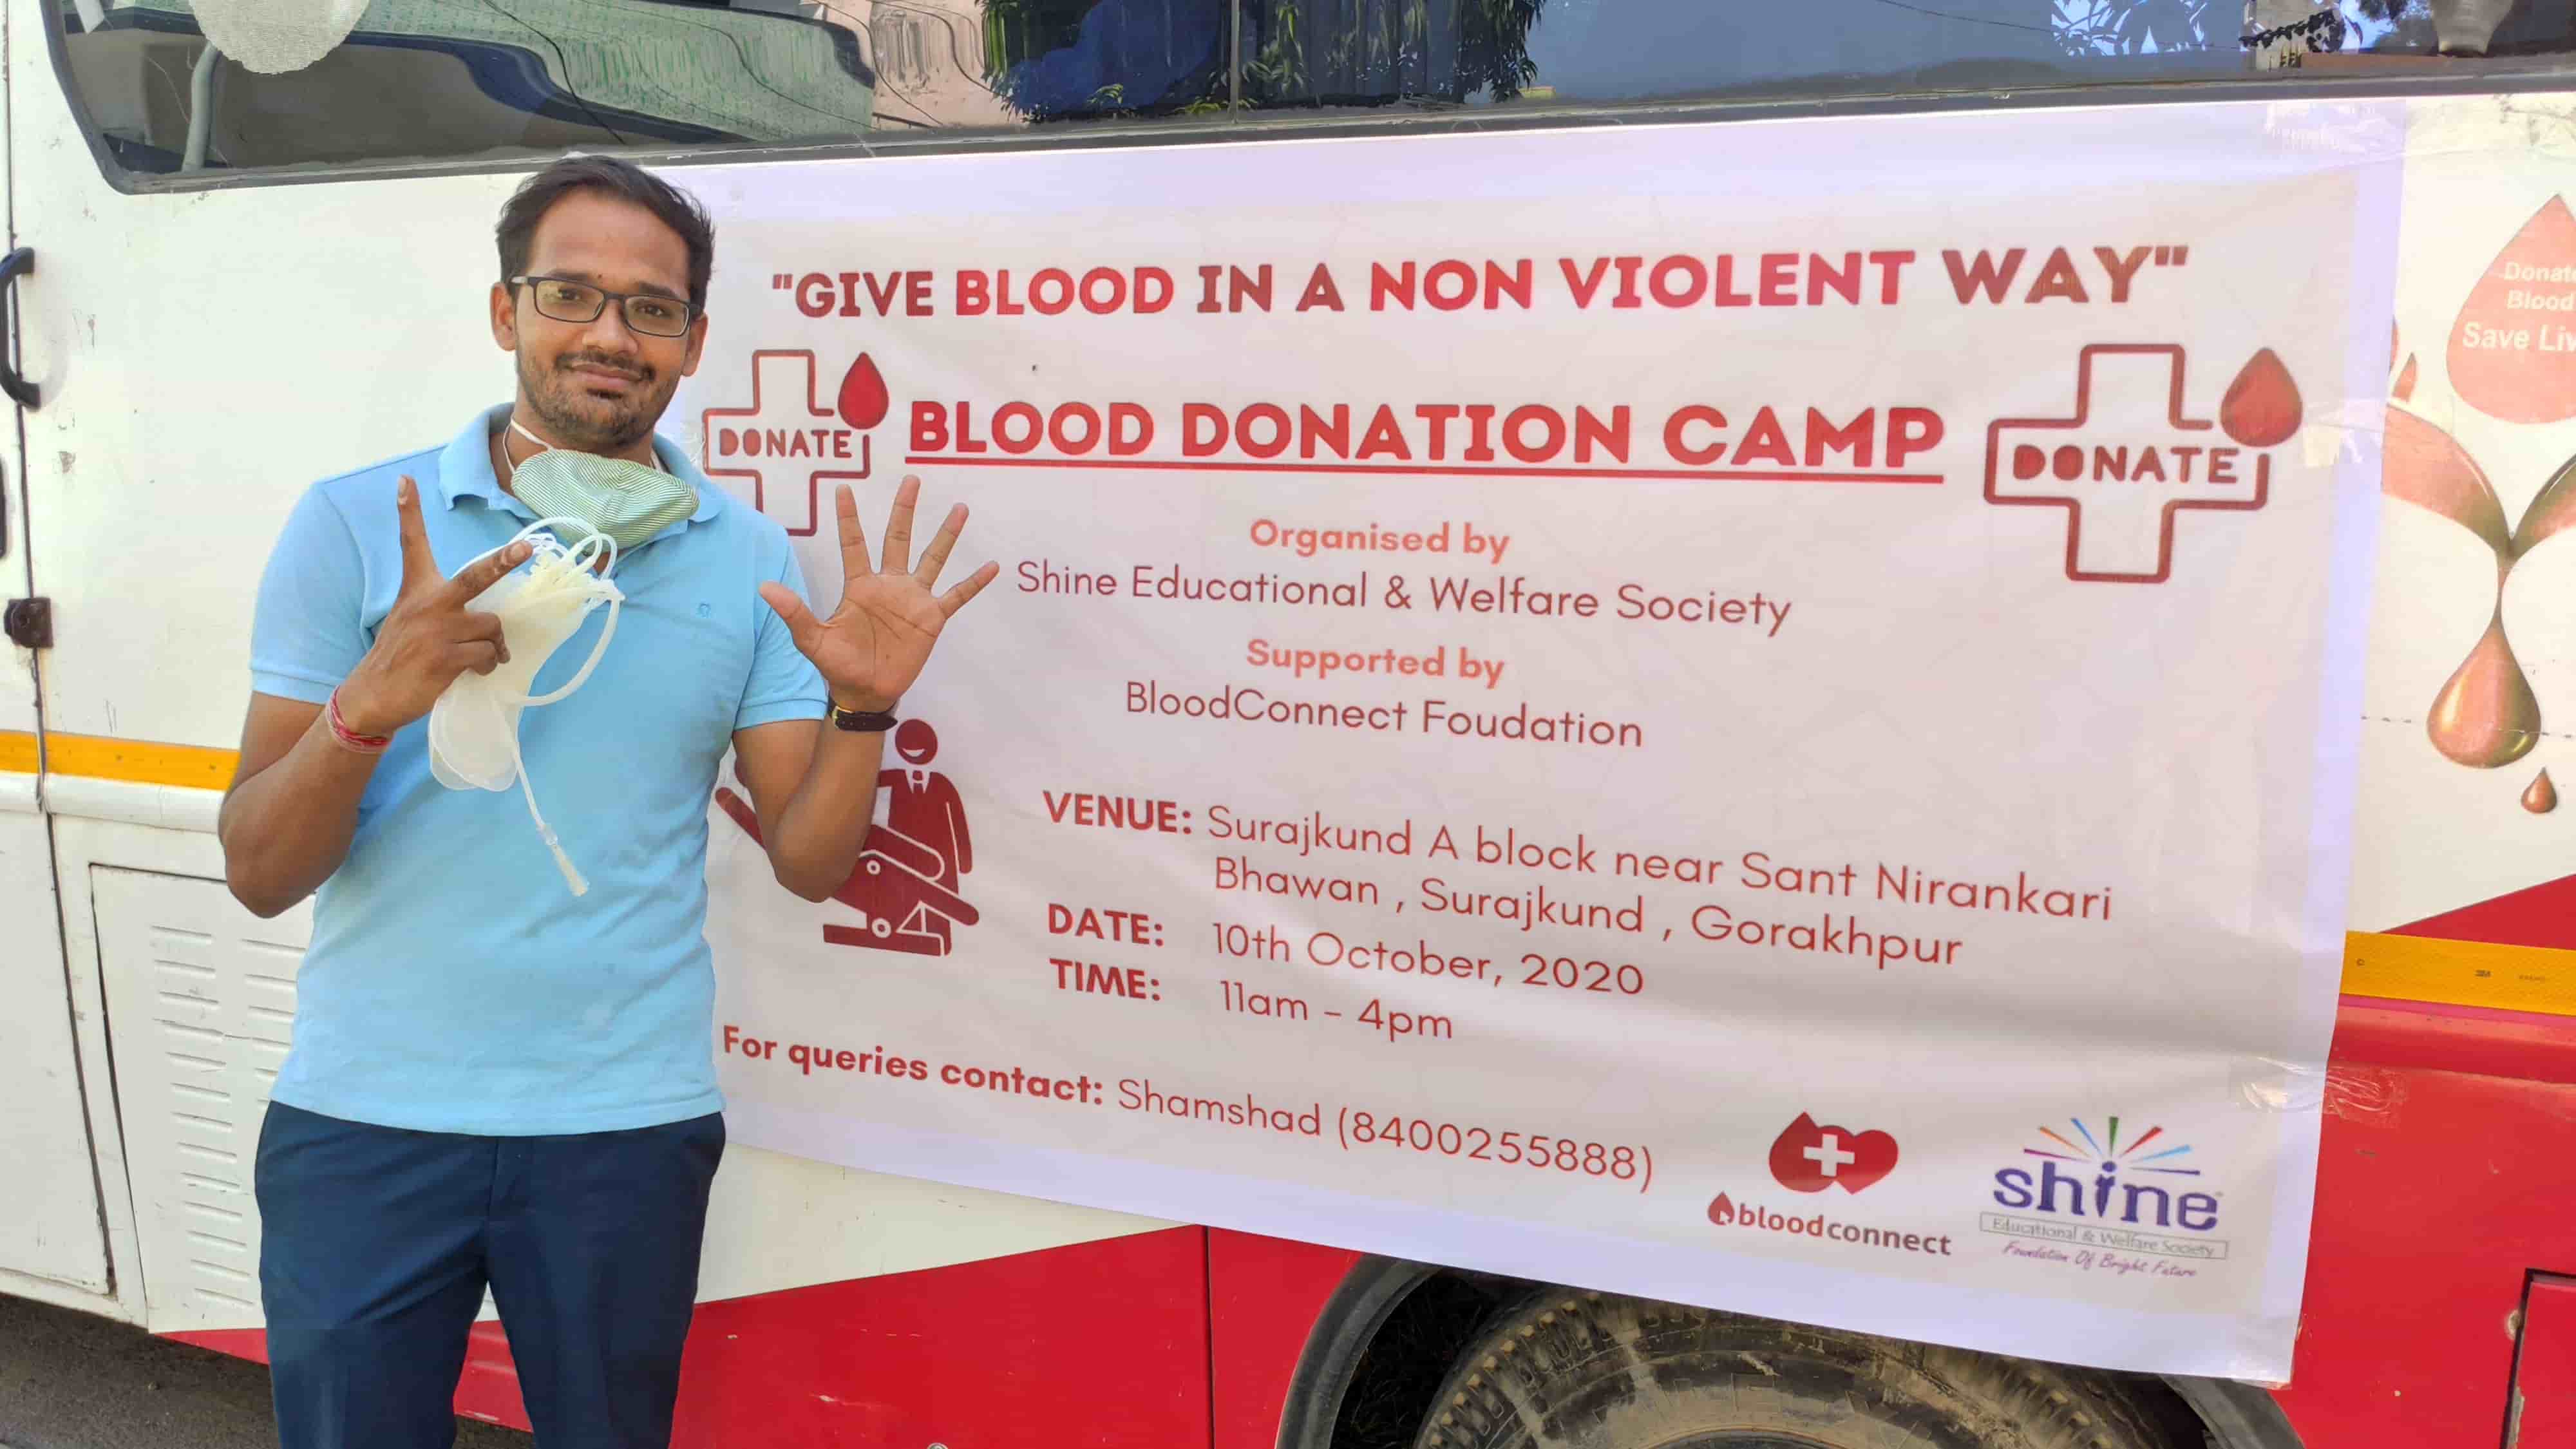 "GIVE BLOOD IN A NON VIOLENT WAY"
DONATE
BLOOD DONATION CAMP
DONATE
Organised by
Shine Educational & Welfare Society
Supported by
BloodConnect Foudation
VENUE: Surajkund A block near Sant Nirankari
Bhawan , Surajkund , Gorakhpur
DATE: 10th October, 2020
TIME: 11am - 4pm
For queries contact: Shamshad (8400255888)
bloodconnect
shine
Educational & Welfare Society
Foundation Of Bright Future
Donate
Blood
Save Liv
3M